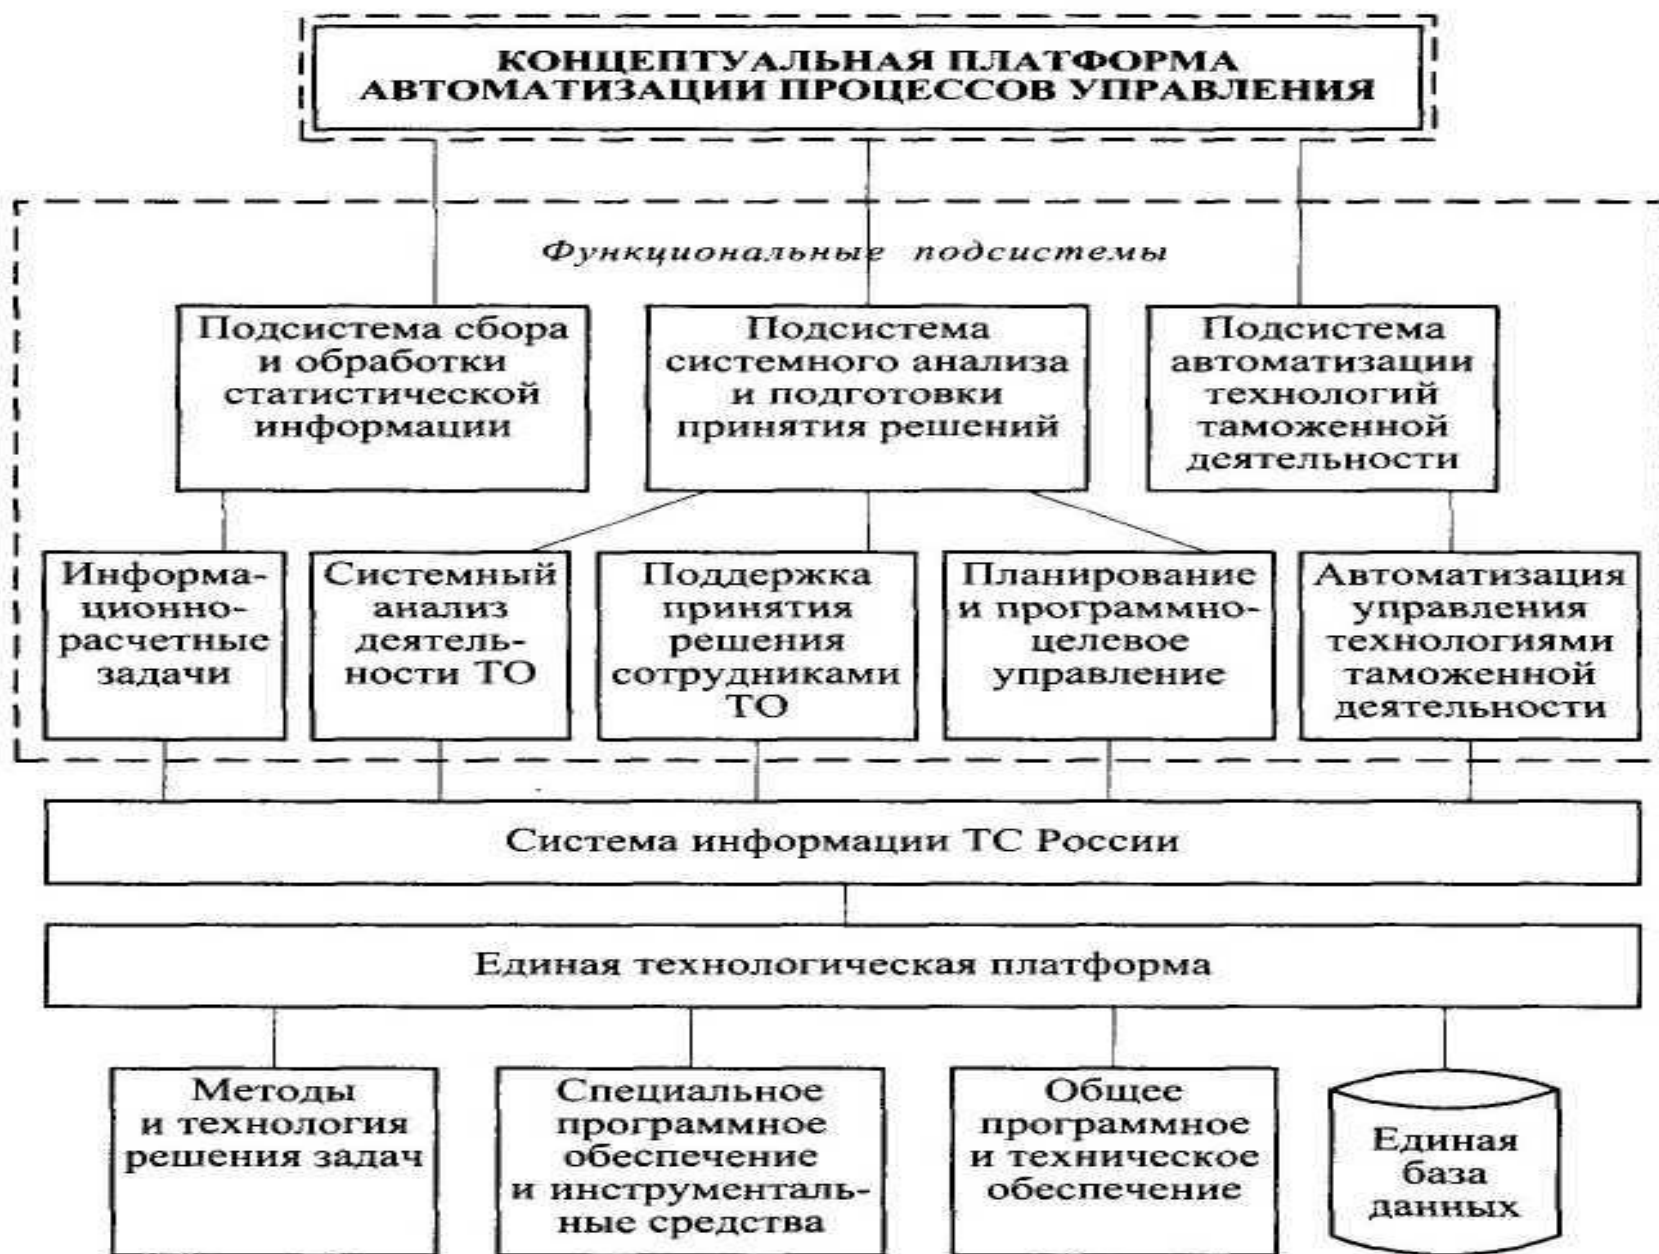 КОНЦЕПТУАЛЬНАЯ ПЛАТФОРМА
АВТОМАТИЗАЦИИ ПРОЦЕССОВ УПРАВЛЕНИЯ
Функциональные подсистемы
Подсистема сбора
и обработки
статистической
информации
Подсистема
системного анализа
и подготовки
принятия решений
Подсистема
автоматизации
технологий
таможенной
деятельности
Информа-
ционно-
расчетные
задачи
Системный
анализ
деятель-
ности ТО
Поддержка
принятия
решения
сотрудниками
ТО
Планирование
и программно-
целевое
управление
Автоматизация
управления
технологиями
таможенной
деятельности
Система информации ТС России
Единая технологическая платформа
Методы
и технология
решения задач
Специальное
программное
обеспечение
и инструменталь-
ные средства
Общее
программное
и техническое
обеспечение
Единая
база
данных